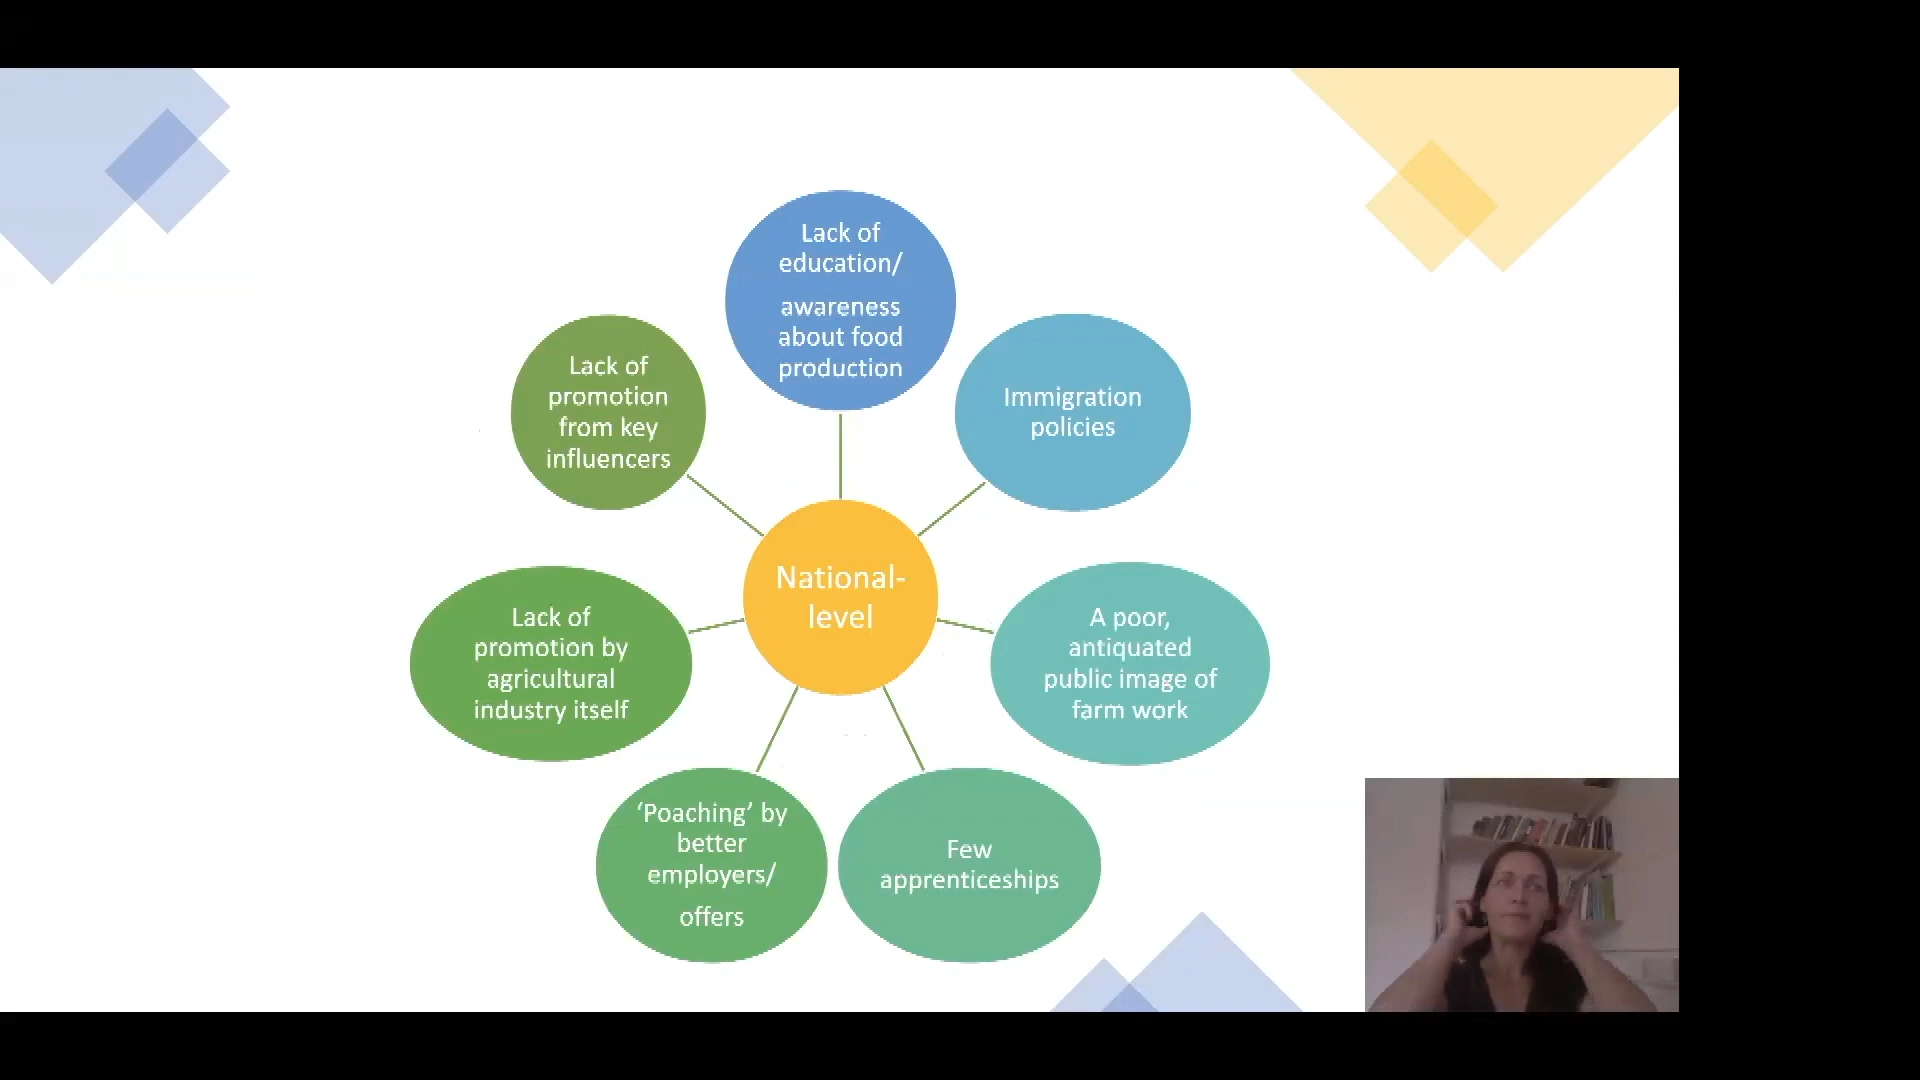 Lack of
education/
awareness
about food
production
Immigration
policies
A poor,
antiquated
public image of
farm work
Few
apprenticeships
‘Poaching’ by
better
employers/
offers
Lack of
promotion by
agricultural
industry itself
Lack of
promotion
from key
influencers
National-
level